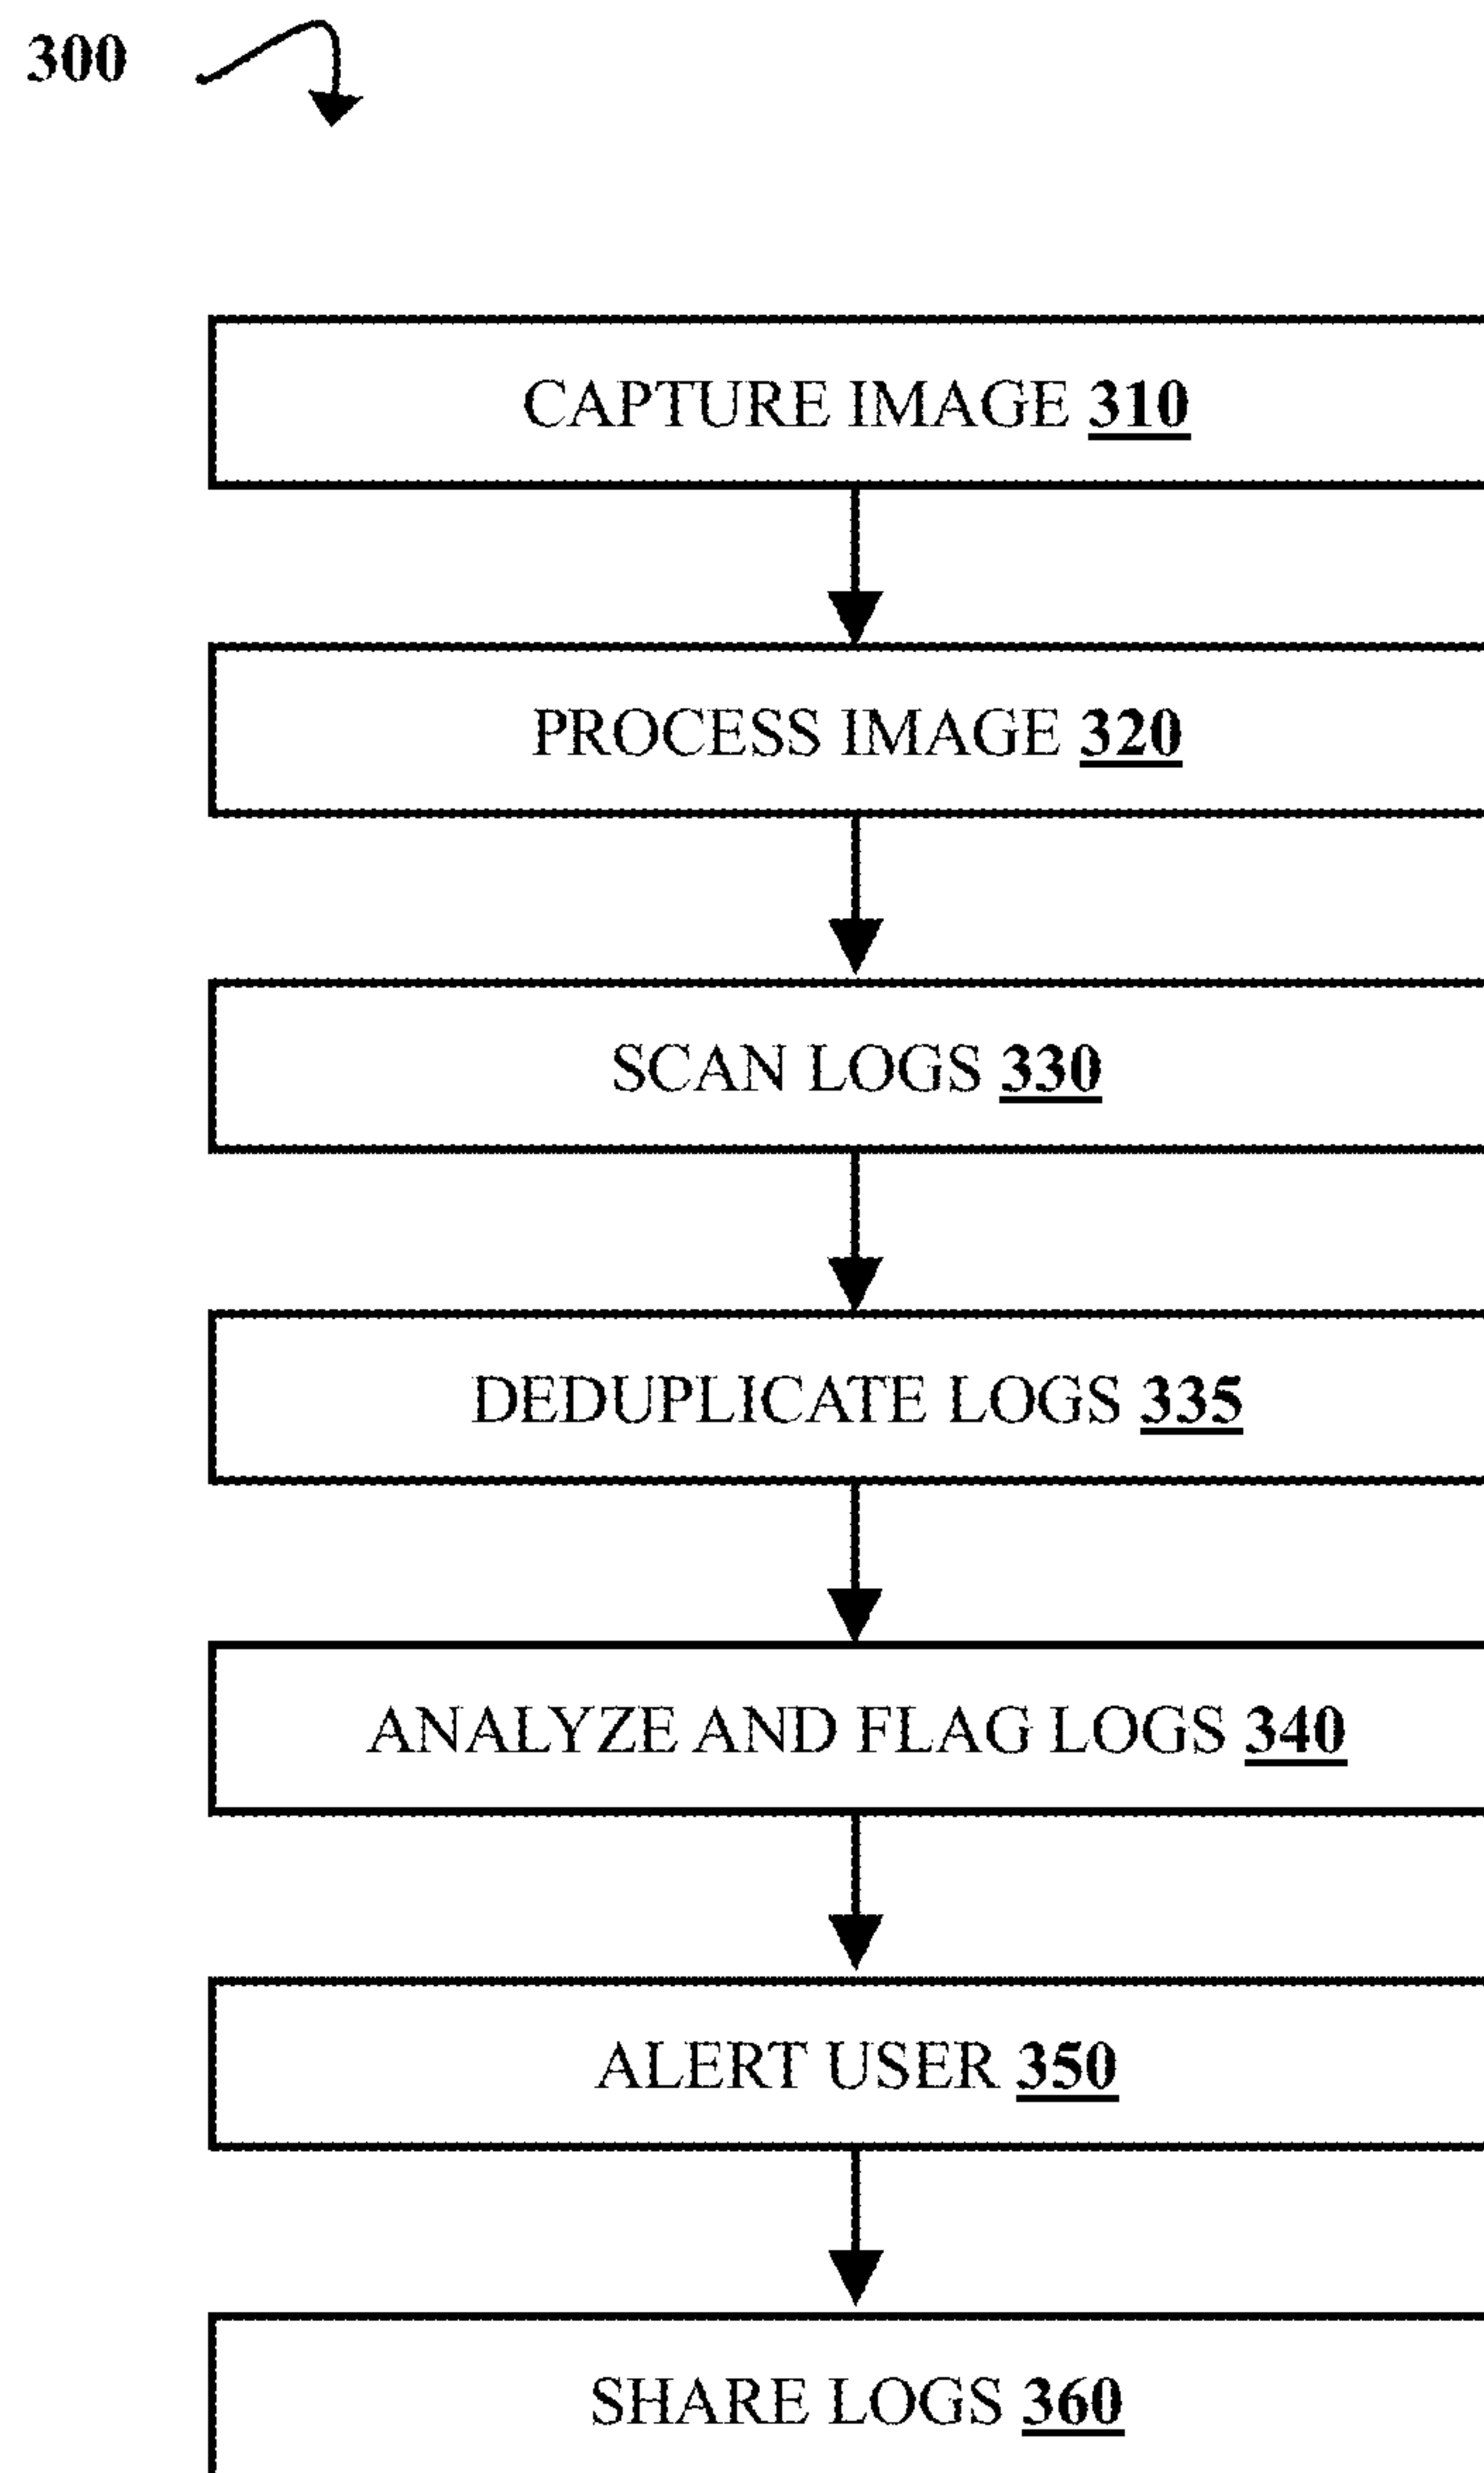 300
CAPTURE IMAGE 310
PROCESS IMAGE 320
SCAN LOGS 330
DEDUPLICATE LOGS 335
ANALYZE AND FLAG LOGS 340
ALERT USER 350
SHARE LOGS 360